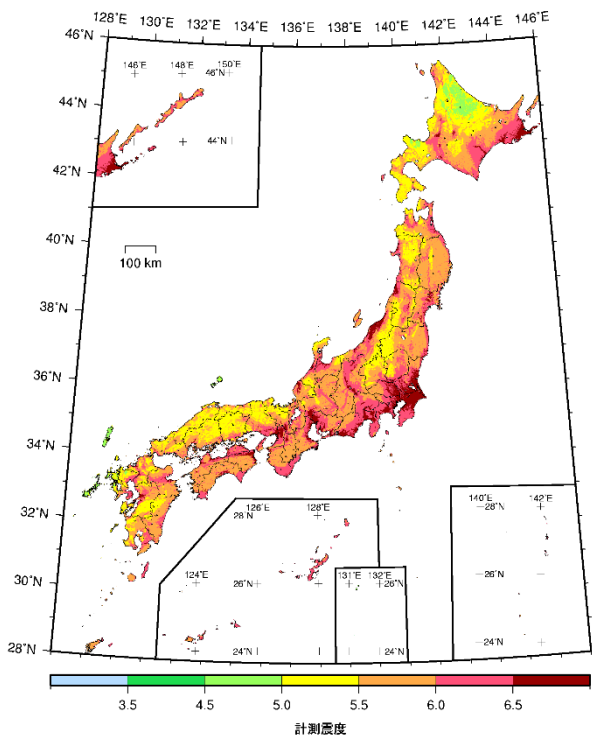 128°E 130°E 132°E 134°E 136°E 138°E 140°E 142°E 144°E 146°E
46°N
146°E 148°E 150°E
46°N
44°N
44°N
42°N
40°N
100 km
38°N
36°N
34°N
32°N
126°E 128°E
28°N
140°E 142°E
28°N
30°N
124°E
26°N
131°E 132°E
26°N
26°N
28°N
24°N
24°N
24°N
3.5 4.5 5.0 5.5 6.0 6.5
計測震度